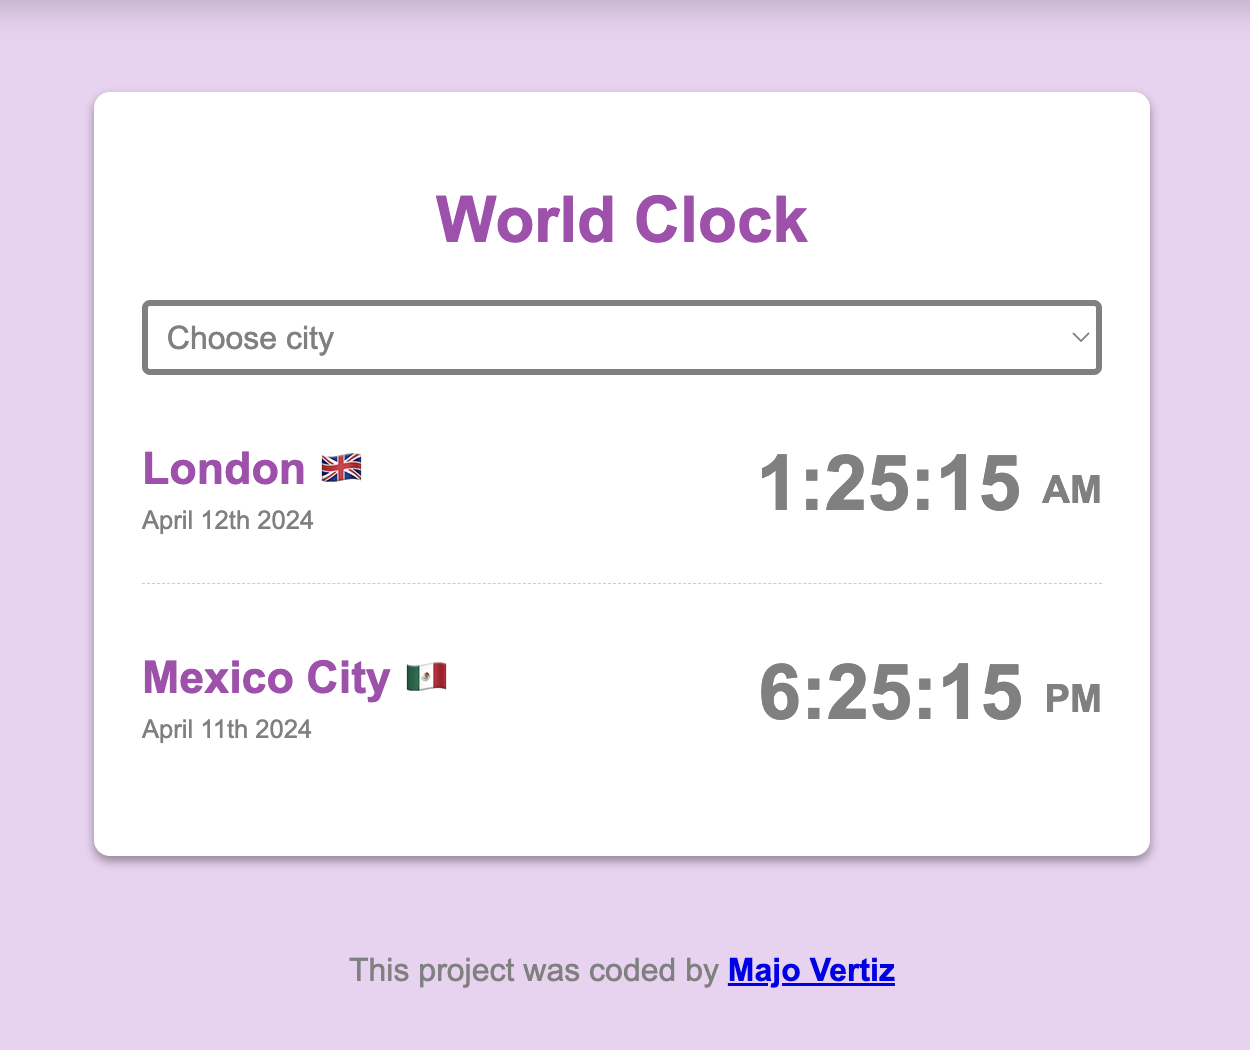 World Clock
Choose city
London 🇬🇧
1:25:15 AM
April 12th 2024
Mexico City 🇲🇽
6:25:15 PM
April 11th 2024
This project was coded by Majo Vertiz